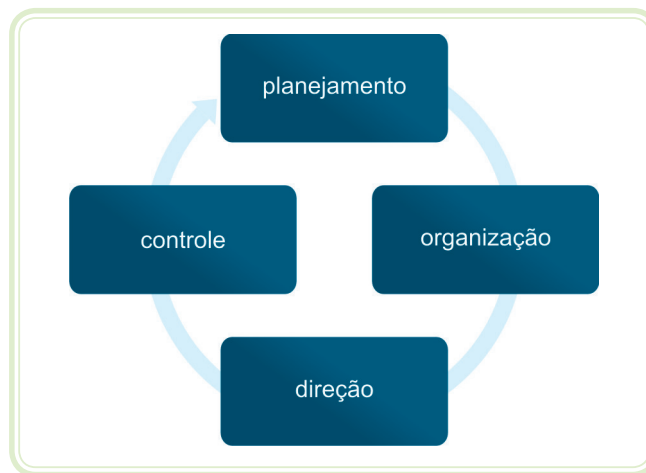 planejamento
organização
direção
controle